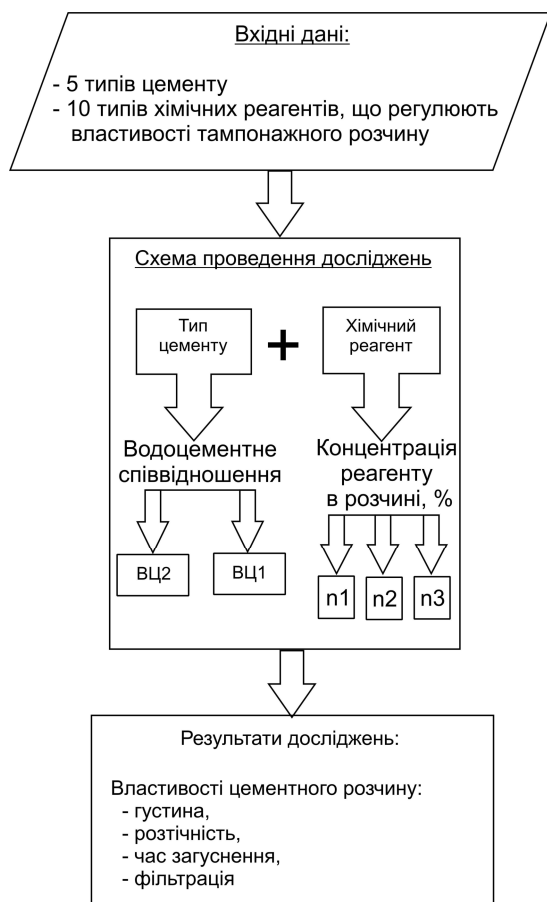 Вхідні дані:
- 5 типів цементу
- 10 типів хімічних реагентів, що регулюють
властивості тампонажного розчину
Схема проведення досліджень
Тип
цементу
+
Хімічний
реагент
Водоцементне
співвідношення
Концентрація
реагенту
в розчині, %
ВЦ2
ВЦ1
n1
n2
n3
Результати досліджень:
Властивості цементного розчину:
- густина,
- розтічність,
- час загуснення,
- фільтрація